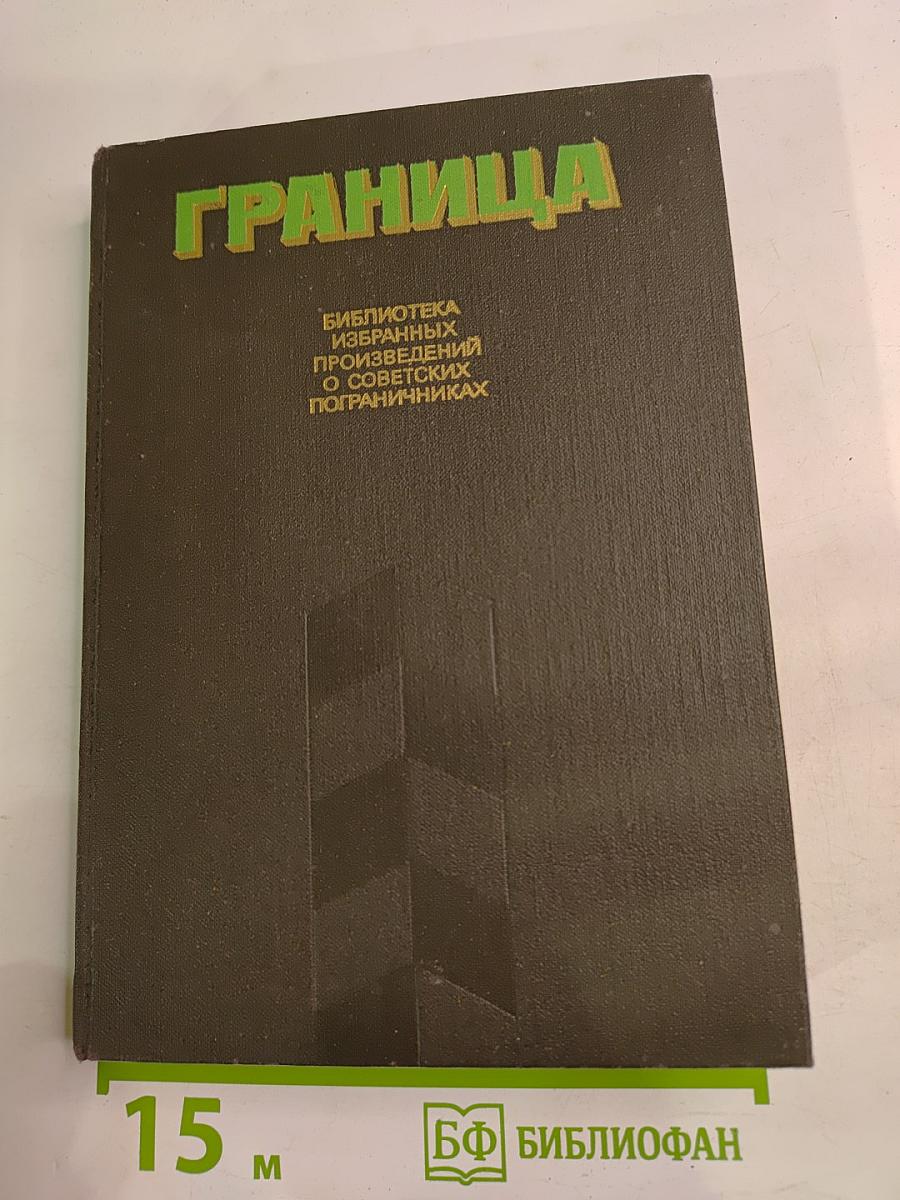 ГРАНИЦА
БИБЛИОТЕКА
ИЗБРАННЫХ
ПРОИЗВЕДЕНИЙ
О СОВЕТСКИХ
ПОГРАНИЧНИКАХ
15 м
БФ БИБЛИОФАН